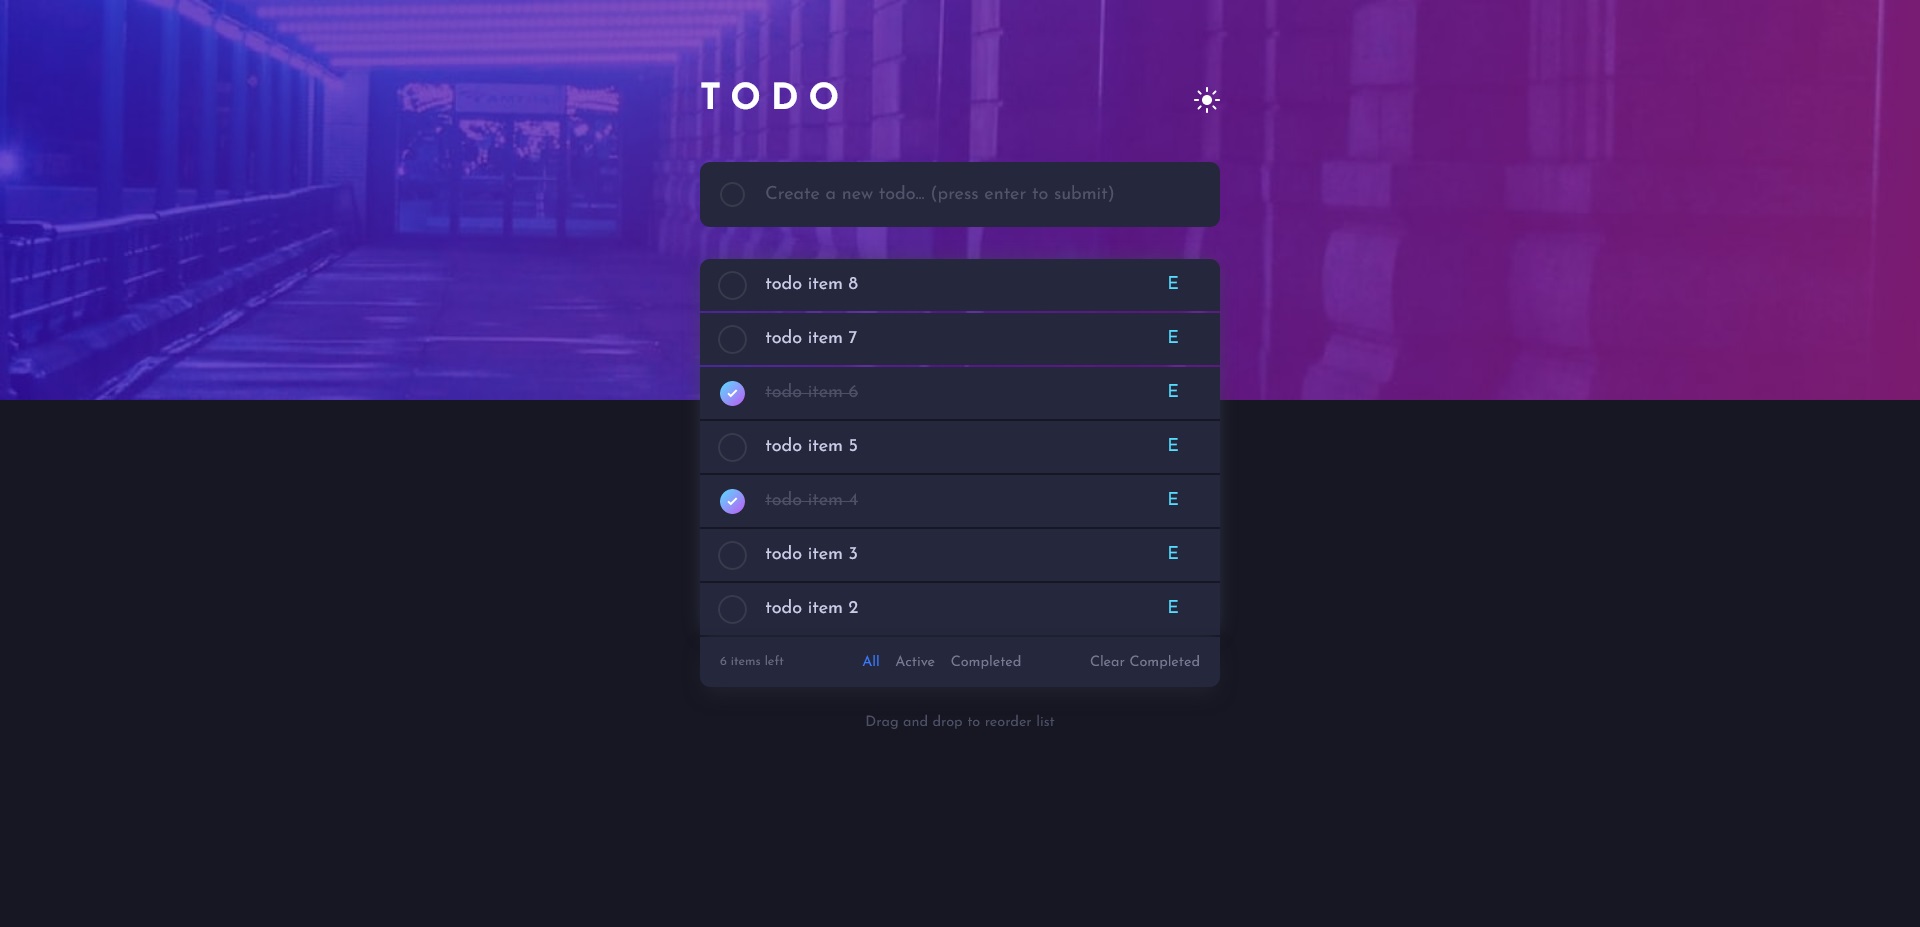 TODO
Create a new todo... (press enter to submit)
todo item 8 E
todo item 7 E
todo item 6 E
todo item 5 E
todo item 4 E
todo item 3 E
todo item 2 E
6 items left All Active Completed Clear Completed
Drag and drop to reorder list